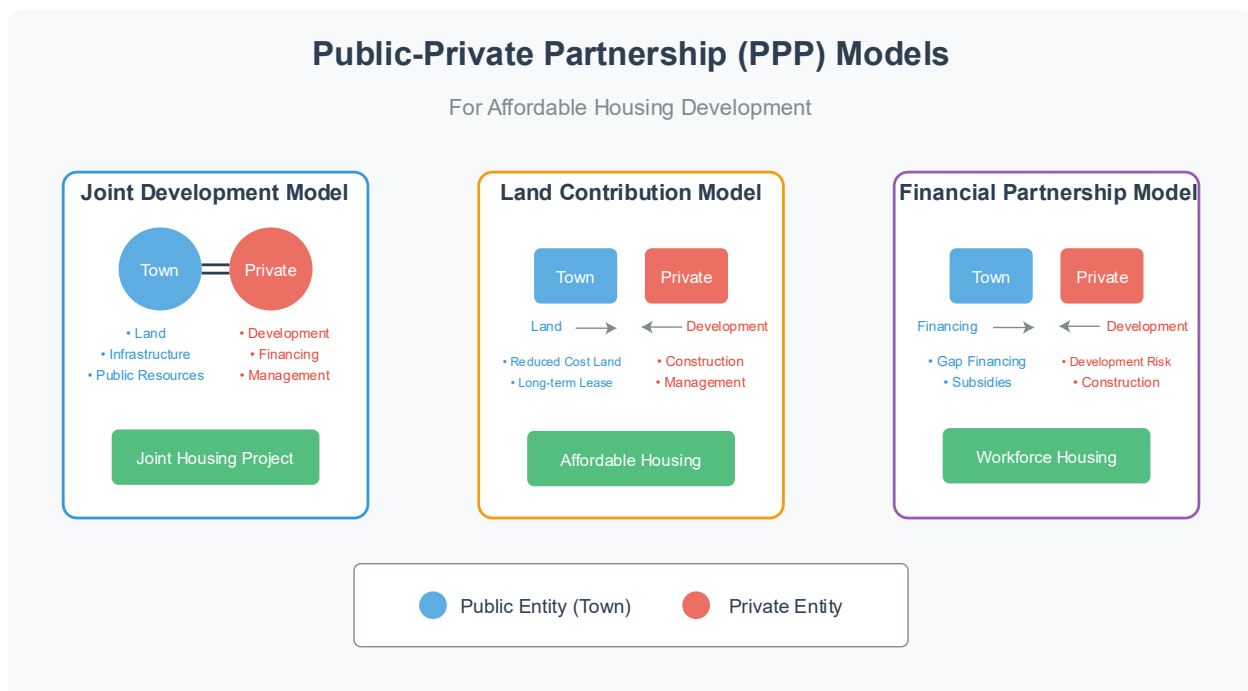 Public-Private Partnership (PPP) Models
For Affordable Housing Development
Joint Development Model
Town
Private
• Land
• Infrastructure
• Public Resources
• Development
• Financing
• Management
Joint Housing Project
Land Contribution Model
Town
Private
Land
Development
• Reduced Cost Land
• Long-term Lease
• Construction
• Management
Affordable Housing
Financial Partnership Model
Town
Private
Financing
Development
• Gap Financing
• Subsidies
• Development Risk
• Construction
Workforce Housing
Public Entity (Town)
Private Entity